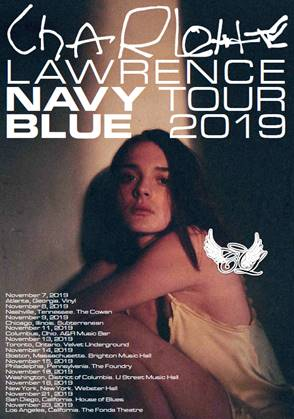 CHARLOTTE
LAWRENCE
NAVY TOUR
BLUE 2019
November 7, 2019
Atlanta, Georgia. Vinyl
November 8, 2019
Nashville, Tennessee. The Cowan
November 9, 2019
Chicago, Illinois. Subterranean
November 11, 2019
Columbus, Ohio. A&R Music Bar
November 13, 2019
Toronto, Ontario. Velvet Underground
November 14, 2019
Boston, Massachusetts. Brighton Music Hall
November 15, 2019
Philadelphia, Pennsylvania. The Foundry
November 16, 2019
Washington, District of Columbia. U Street Music Hall
November 18, 2019
New York, New York. Webster Hall
November 21, 2019
San Diego, California. House of Blues
November 23, 2019
Los Angeles, California. The Fonda Theatre